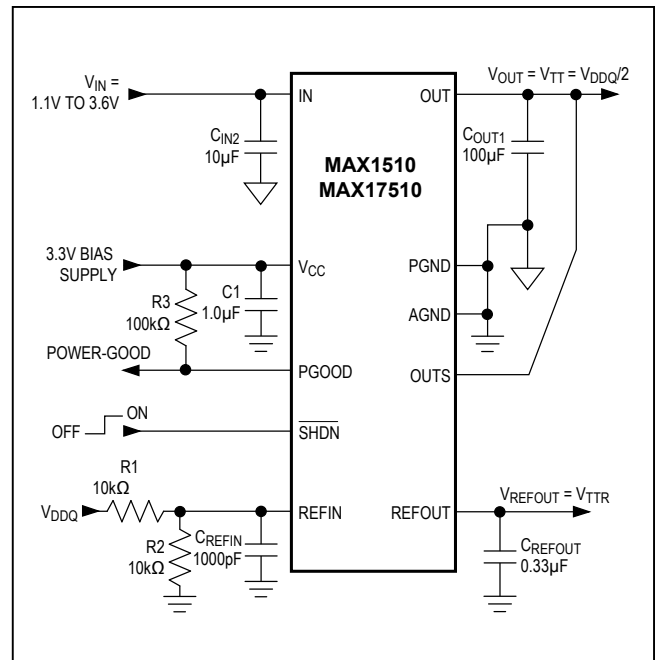 V_IN =
1.1V TO 3.6V
IN
OUT
V_OUT = V_TT = V_DDQ/2
C_IN2
10µF
MAX1510
MAX17510
C_OUT1
100µF
3.3V BIAS
SUPPLY
V_CC
PGND
R3
100kΩ
C1
1.0µF
AGND
POWER-GOOD
PGOOD
OUTS
OFF
ON
SHDN
R1
10kΩ
V_DDQ
REFIN
REFOUT
V_REFOUT = V_TTR
R2
10kΩ
C_REFIN
1000pF
C_REFOUT
0.33µF